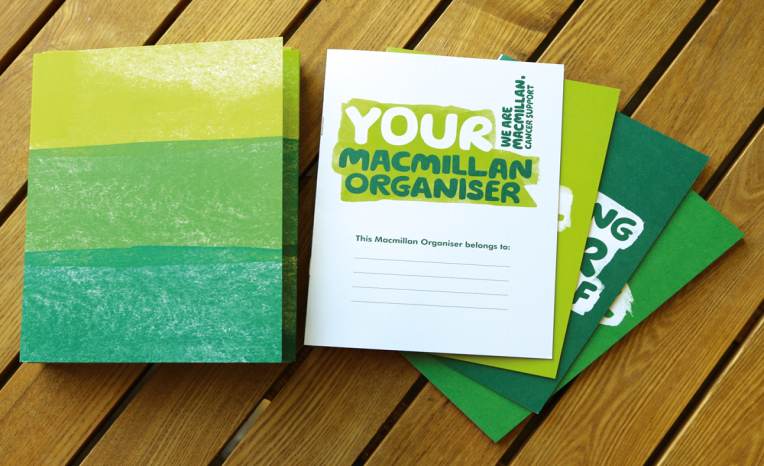 YOUR
MACMILLAN
ORGANISER
WE ARE
MACMILLAN.
CANCER SUPPORT
This Macmillan Organiser belongs to: